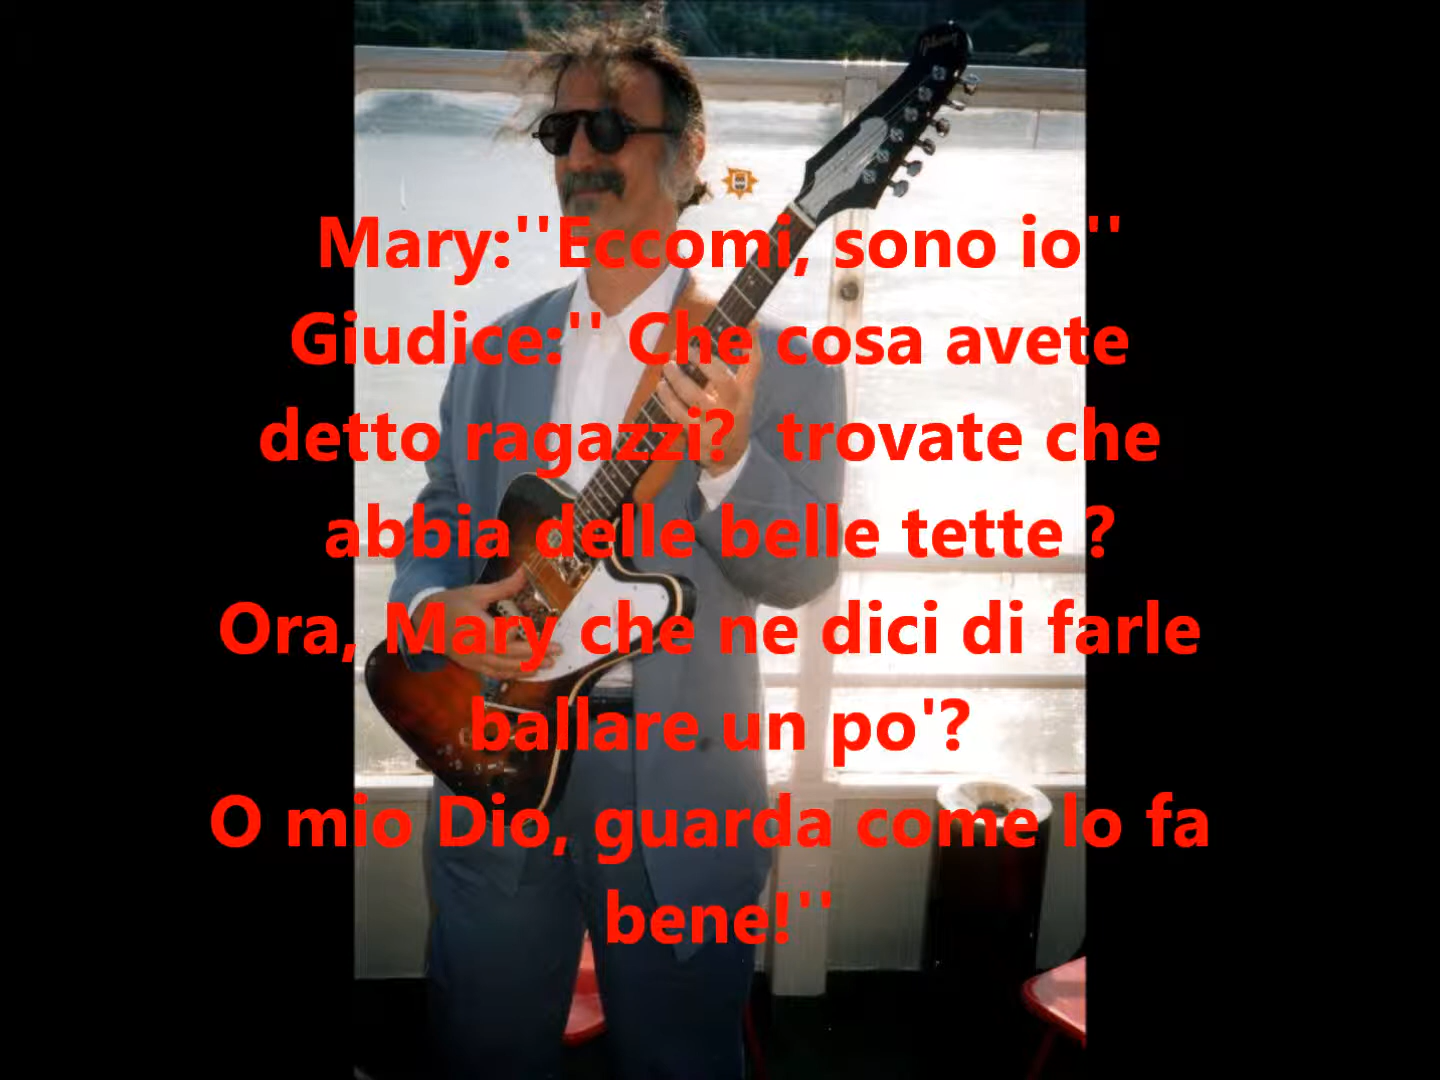 Gibson
Mary:''Eccomi, sono io''
Giudice:'' Che cosa avete
detto ragazzi?  trovate che
abbia delle belle tette ?
Ora, Mary che ne dici di farle
ballare un po'?
O mio Dio, guarda come lo fa
bene!''